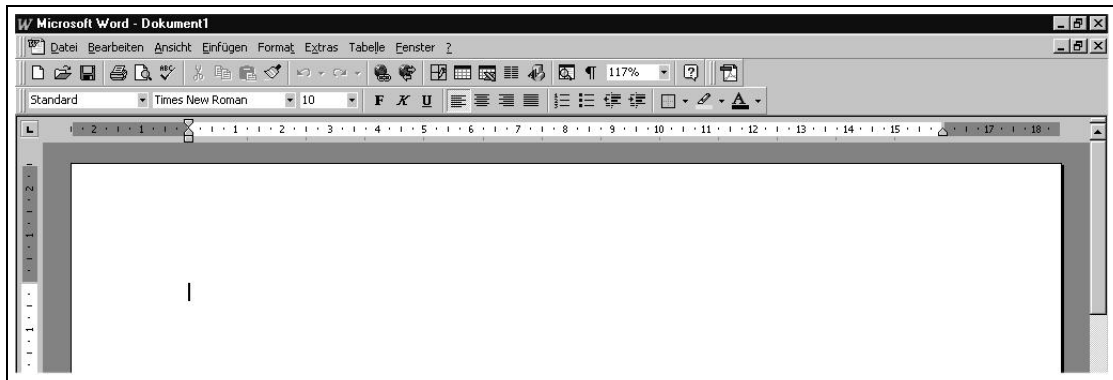 Microsoft Word - Dokument1
Datei Bearbeiten Ansicht Einfügen Format Extras Tabelle Fenster ?
ABC ¶ 117% ?
Standard Times New Roman 10 F K U A
L 2 1 1 2 3 4 5 6 7 8 9 10 11 12 13 14 15 17 18
2
1
1